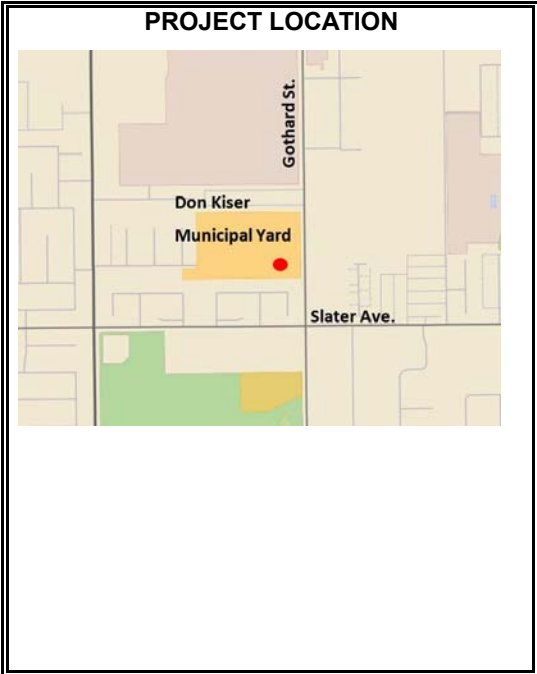 PROJECT LOCATION
Gothard St.
Don Kiser
Municipal Yard
Slater Ave.